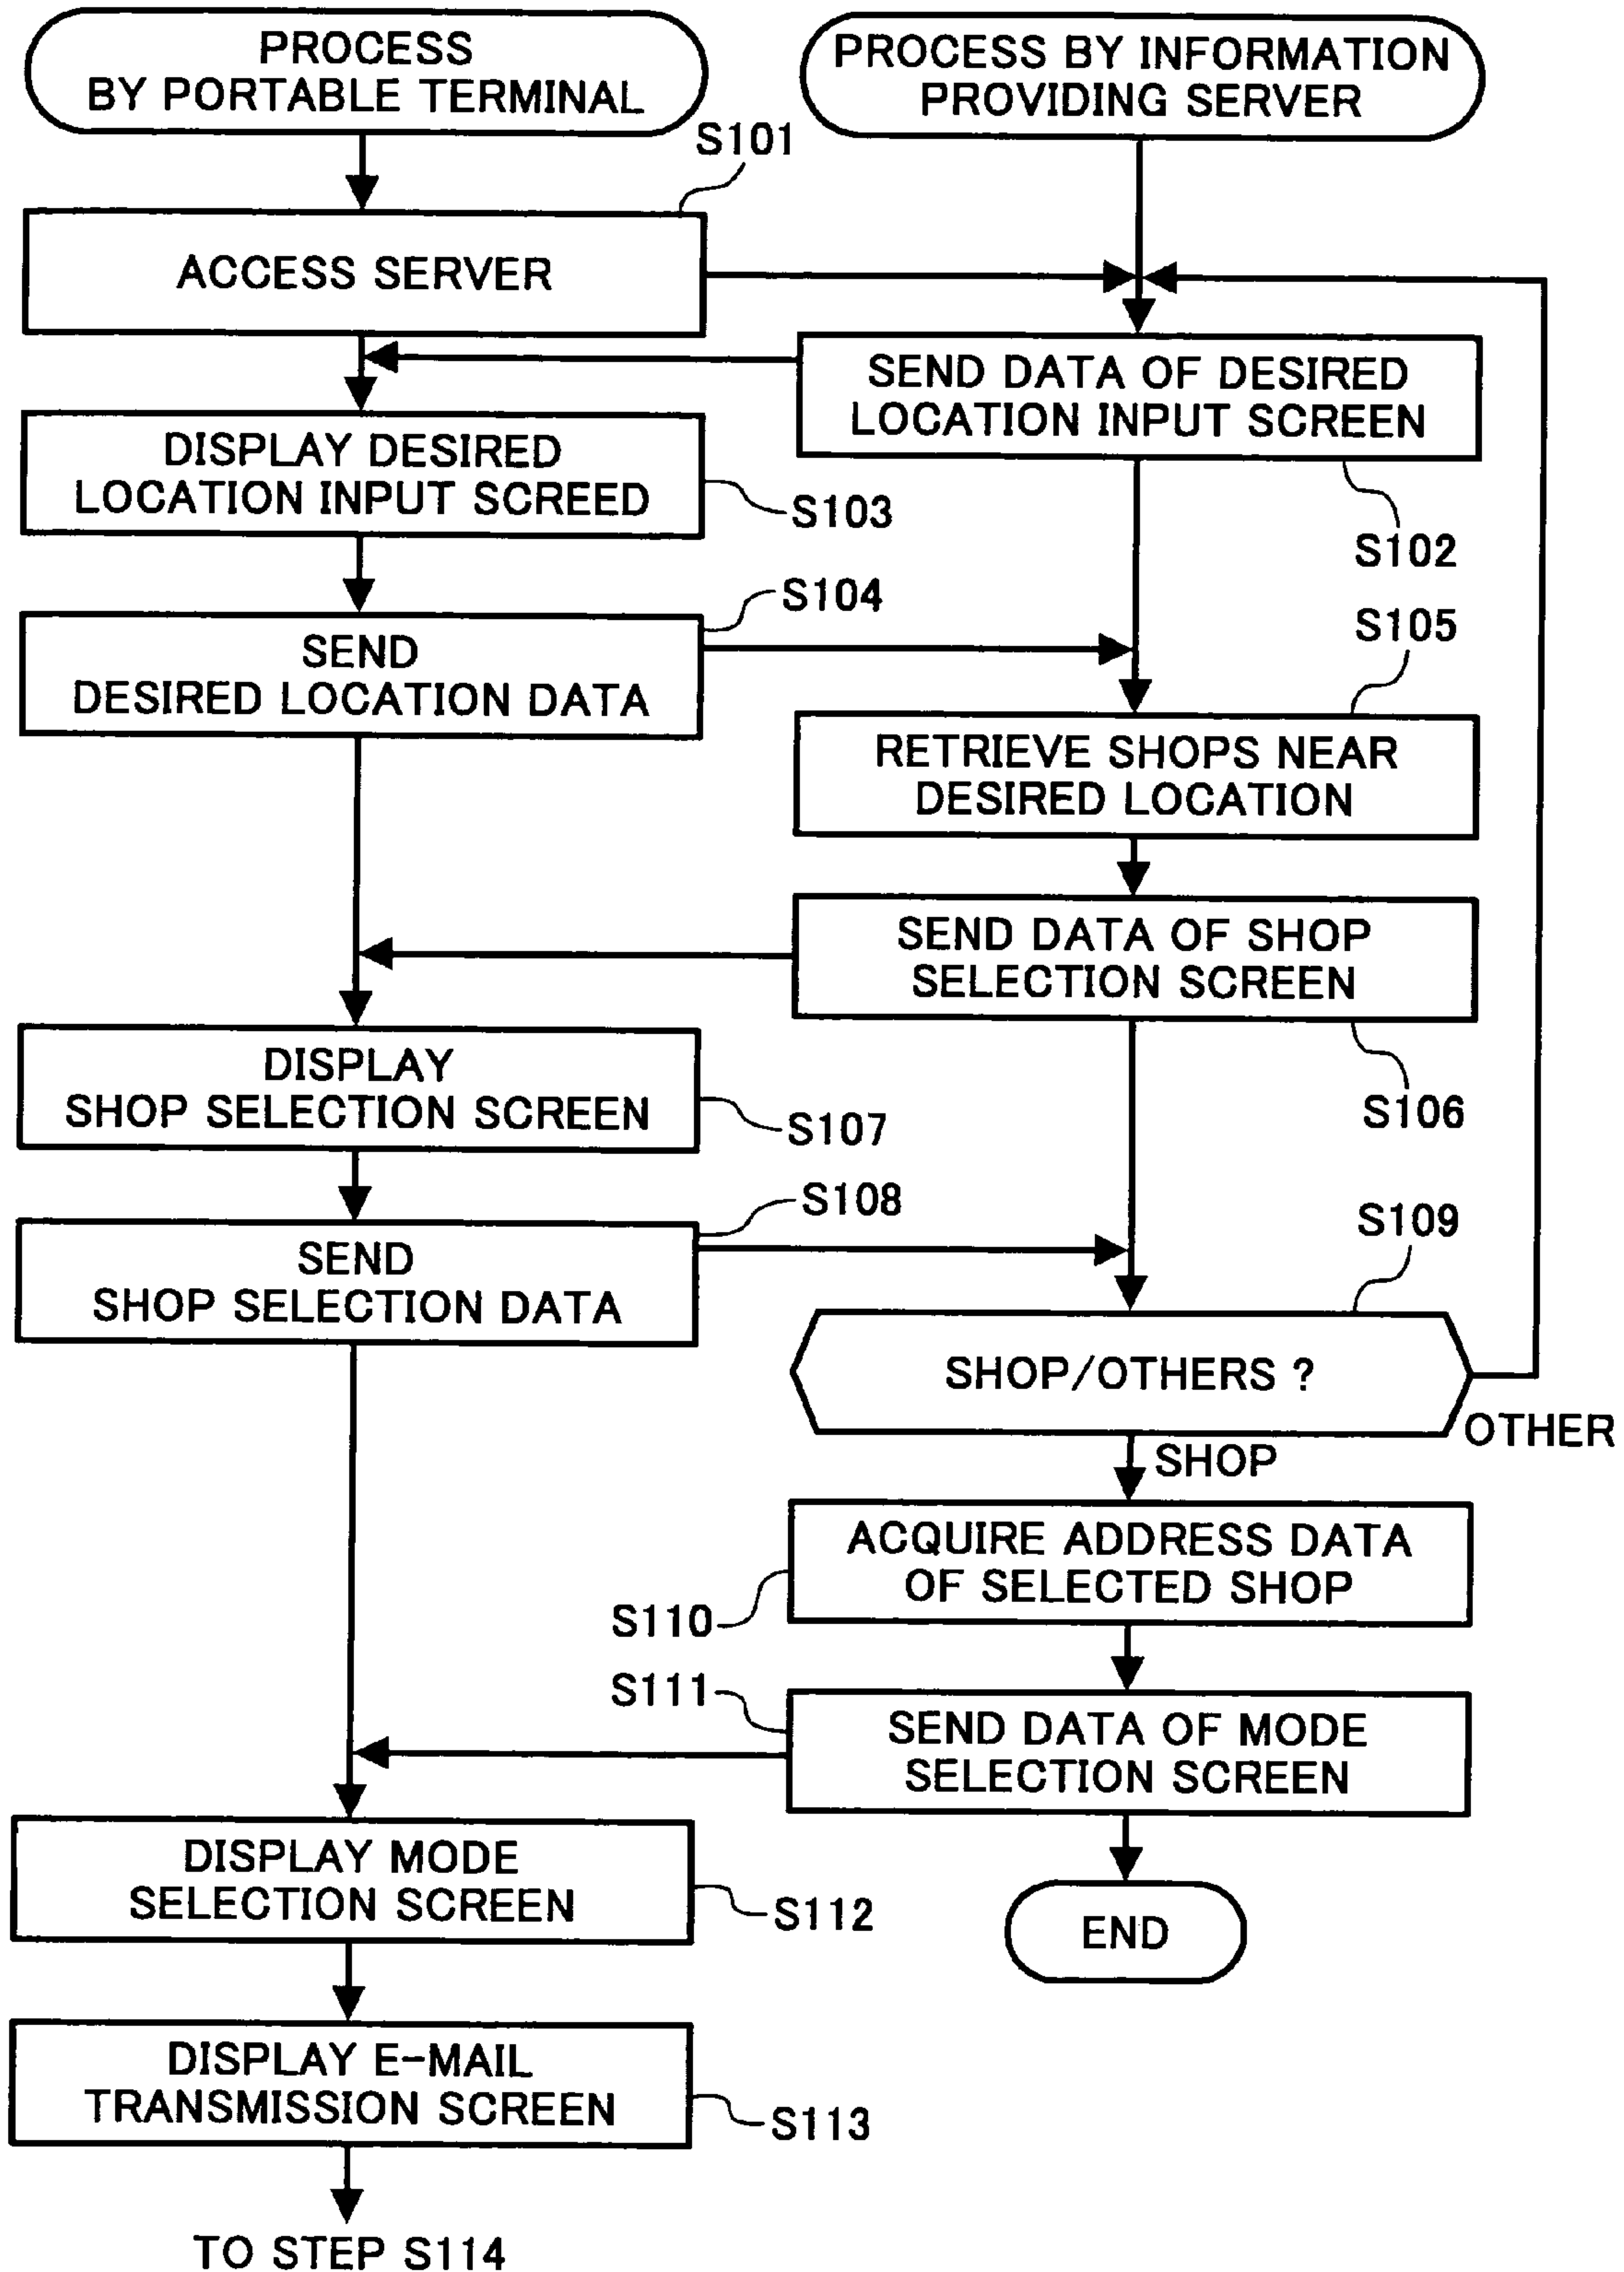 PROCESS
BY PORTABLE TERMINAL
PROCESS BY INFORMATION
PROVIDING SERVER
S101
ACCESS SERVER
SEND DATA OF DESIRED
LOCATION INPUT SCREEN
S102
DISPLAY DESIRED
LOCATION INPUT SCREED
S103
S104
SEND
DESIRED LOCATION DATA
S105
RETRIEVE SHOPS NEAR
DESIRED LOCATION
SEND DATA OF SHOP
SELECTION SCREEN
S106
DISPLAY
SHOP SELECTION SCREEN
S107
S108
SEND
SHOP SELECTION DATA
S109
SHOP/OTHERS ?
OTHER
SHOP
ACQUIRE ADDRESS DATA
OF SELECTED SHOP
S110
S111
SEND DATA OF MODE
SELECTION SCREEN
DISPLAY MODE
SELECTION SCREEN
S112
END
DISPLAY E-MAIL
TRANSMISSION SCREEN
S113
TO STEP S114